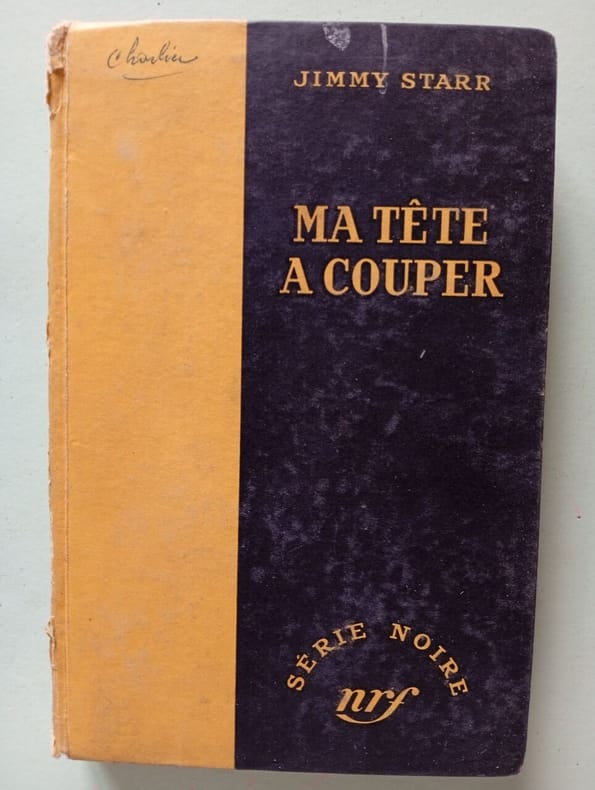 Charlier
JIMMY STARR
MA TÊTE
A COUPER
SÉRIE NOIRE
nrf